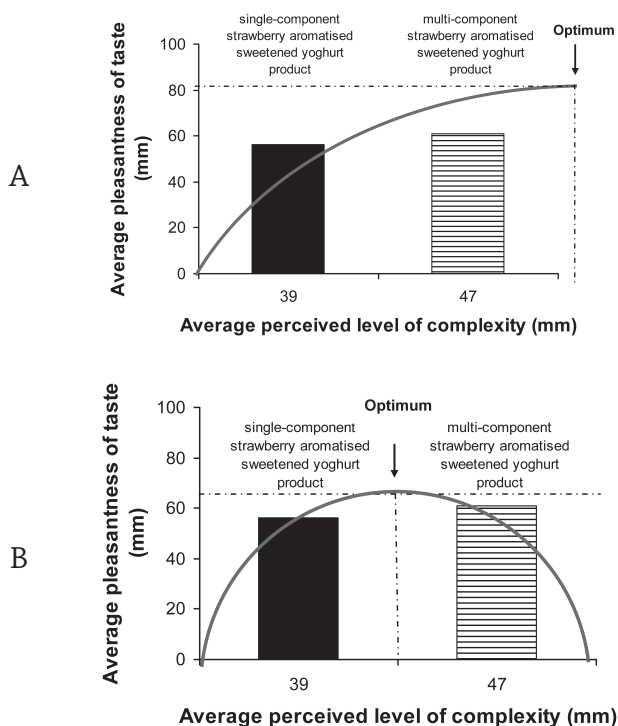 single-component
strawberry aromatised
sweetened yoghurt
product
multi-component
strawberry aromatised
sweetened yoghurt
product
Optimum
A
Average pleasantness of taste
(mm)
100
80
60
40
20
0
39
47
Average perceived level of complexity (mm)
Optimum
single-component
strawberry aromatised
sweetened yoghurt
product
multi-component
strawberry aromatised
sweetened yoghurt
product
B
Average pleasantness of taste
(mm)
100
80
60
40
20
0
39
47
Average perceived level of complexity (mm)